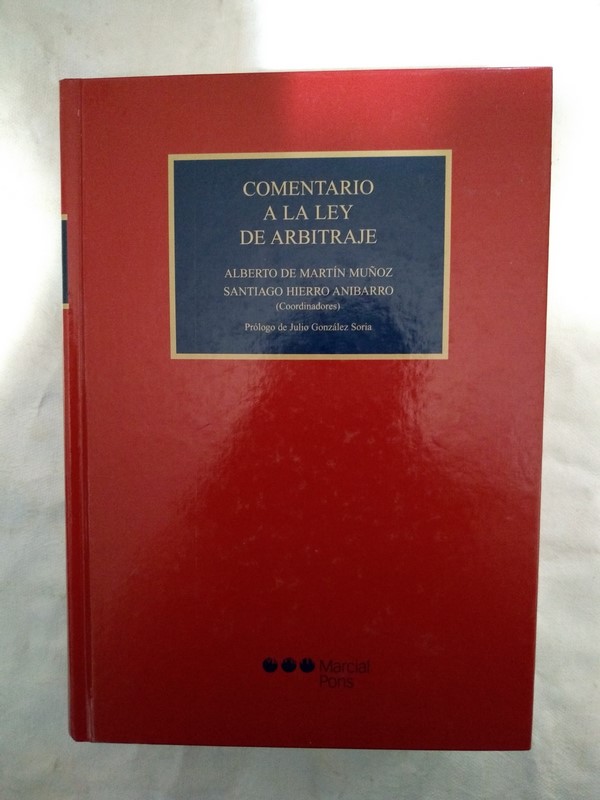 COMENTARIO
A LA LEY
DE ARBITRAJE
ALBERTO DE MARTÍN MUÑOZ
SANTIAGO HIERRO ANIBARRO
(Coordinadores)
Prólogo de Julio González Soria
Marcial
Pons